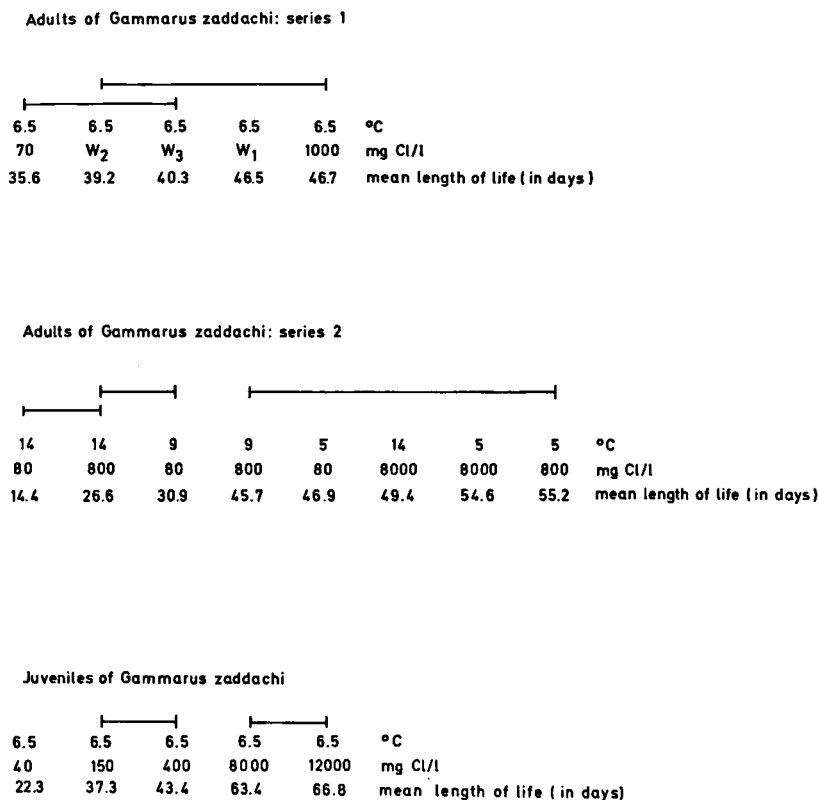 Adults of Gammarus zaddachi: series 1
6.5 6.5 6.5 6.5 6.5 °C
70 W2 W3 W1 1000 mg Cl/l
35.6 39.2 40.3 46.5 46.7 mean length of life (in days)
Adults of Gammarus zaddachi: series 2
14 14 9 9 5 14 5 5 °C
80 800 80 800 80 8000 8000 800 mg Cl/l
14.4 26.6 30.9 45.7 46.9 49.4 54.6 55.2 mean length of life (in days)
Juveniles of Gammarus zaddachi
6.5 6.5 6.5 6.5 6.5 °C
40 150 400 8000 12000 mg Cl/l
22.3 37.3 43.4 63.4 66.8 mean length of life (in days)